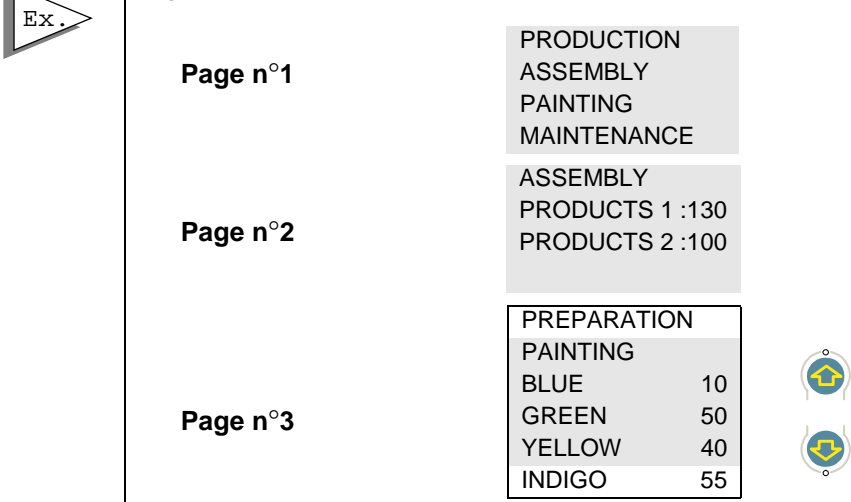 Ex.
Page n°1
PRODUCTION
ASSEMBLY
PAINTING
MAINTENANCE
Page n°2
ASSEMBLY
PRODUCTS 1 :130
PRODUCTS 2 :100
Page n°3
PREPARATION
PAINTING
BLUE 10
GREEN 50
YELLOW 40
INDIGO 55